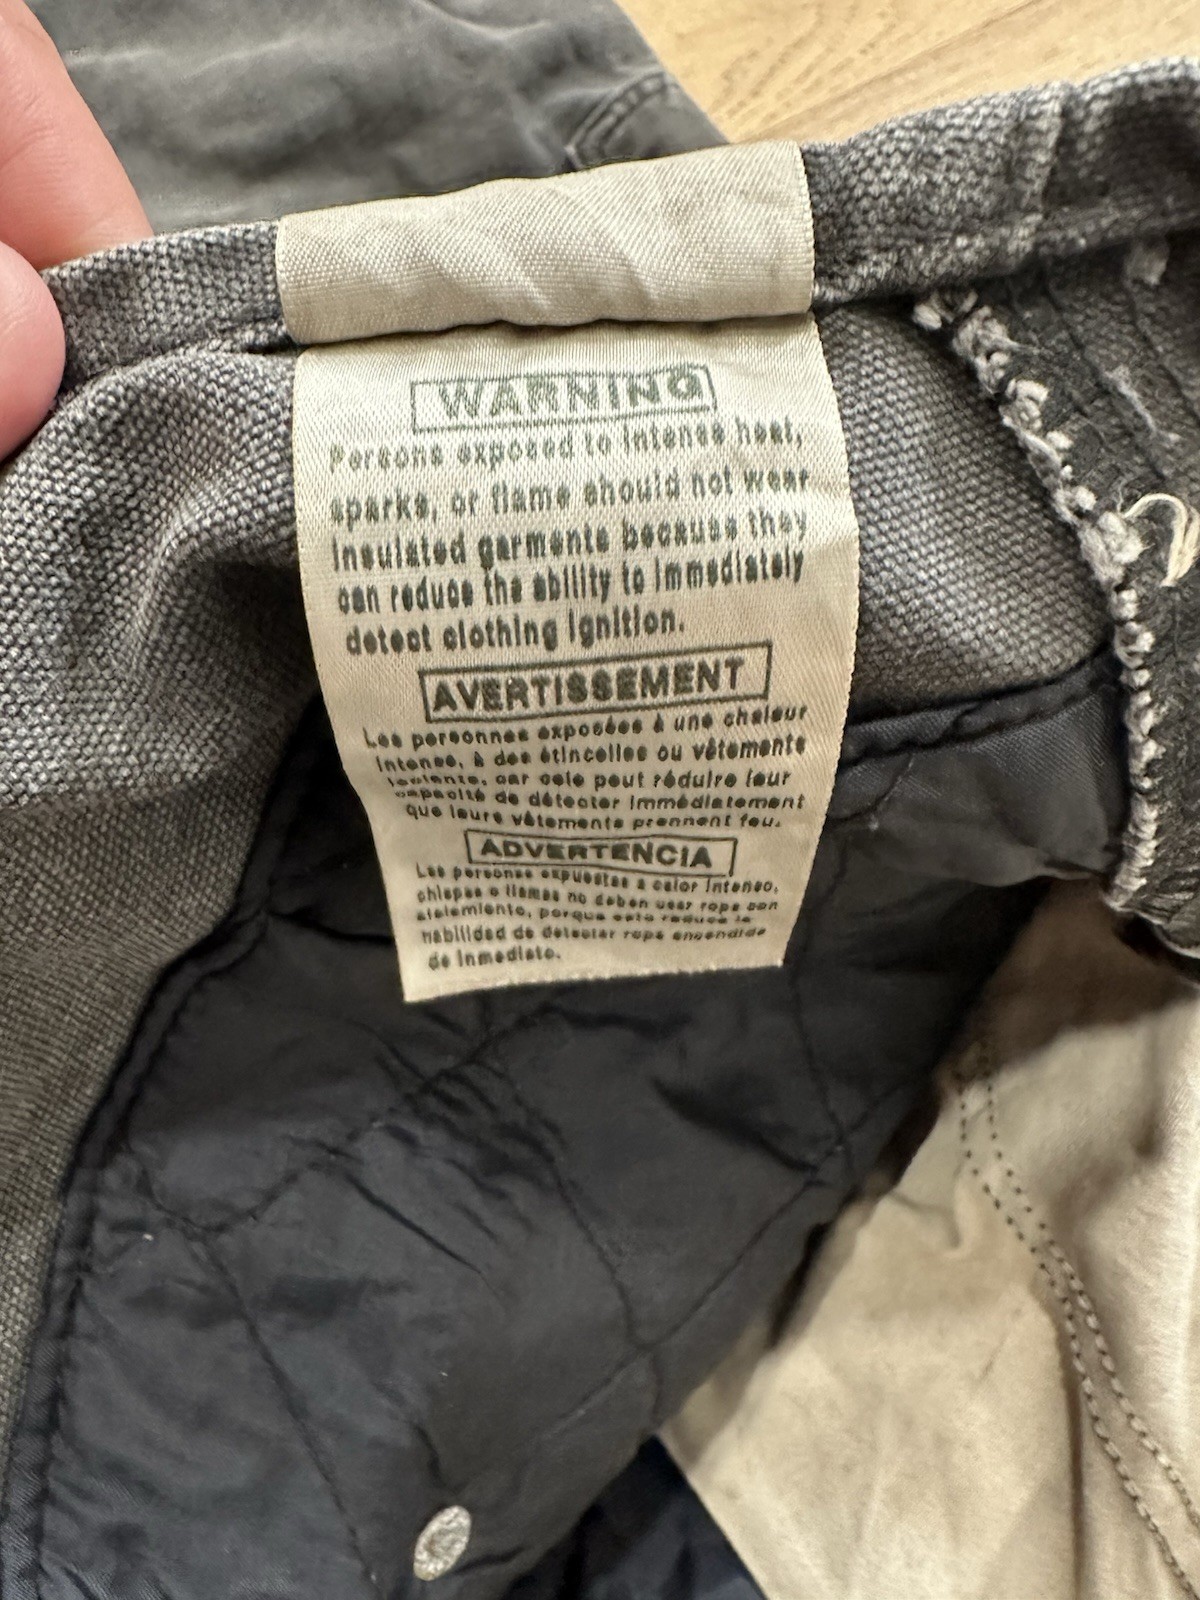 WARNING
Persons exposed to intense heat,
sparks, or flame should not wear
insulated garments because they
can reduce the ability to immediately
detect clothing ignition.
AVERTISSEMENT
Les personnes exposées à une chaleur
intense, à des étincelles ou vêtements
isolants, car cela peut réduire leur
capacité de détecter immédiatement
que leurs vêtements prennent feu.
ADVERTENCIA
Las personas expuestas a calor intenso,
chispas o llamas no deben usar ropa con
aislamiento, porque esto reduce la
habilidad de detectar ropa encendida
de inmediato.